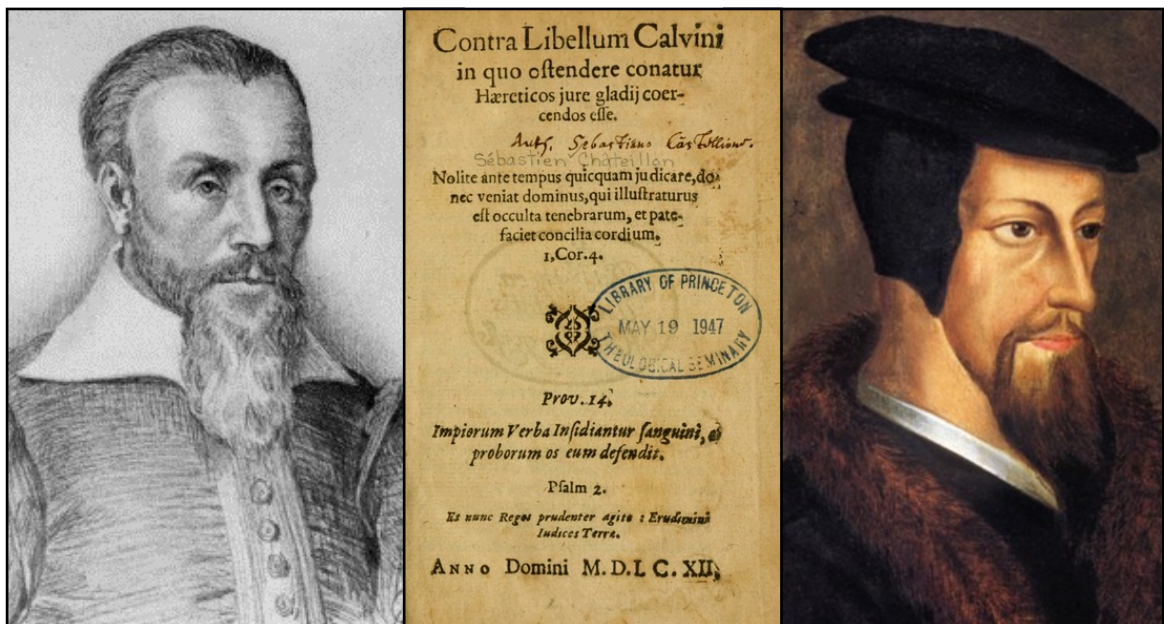 Contra Libellum Calvini
in quo oſtendere conatur
Hæreticos jure gladij coer-
cendos eſſe.
Auth. Sebastiano
Sébastien Châteillon
Nolite ante tempus quicquam judicare, do-
nec veniat dominus, qui illuſtraturus
eſt occulta tenebrarum, et pate-
faciet concilia cordium.
1, Cor. 4.
LIBRARY OF PRINCETON
MAY 19 1947
THEOLOGICAL SEMINARY
Prov. 14.
Impiorum Verba Inſidiantur ſanguini,
proborum os eum defendit.
Pſalm 2.
Et nunc Reges prudenter agite : Erudimini
Iudices Terræ.
ANNO Domini M. D. L C. XII.